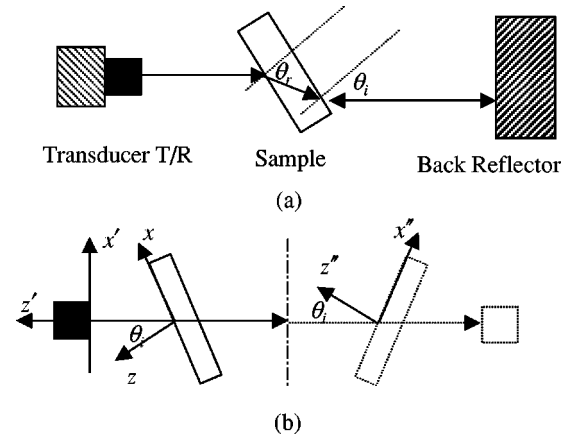 θr
θi
Transducer T/R
Sample
Back Reflector
(a)
x′
x
x″
z′
z″
θi
θi
z
(b)